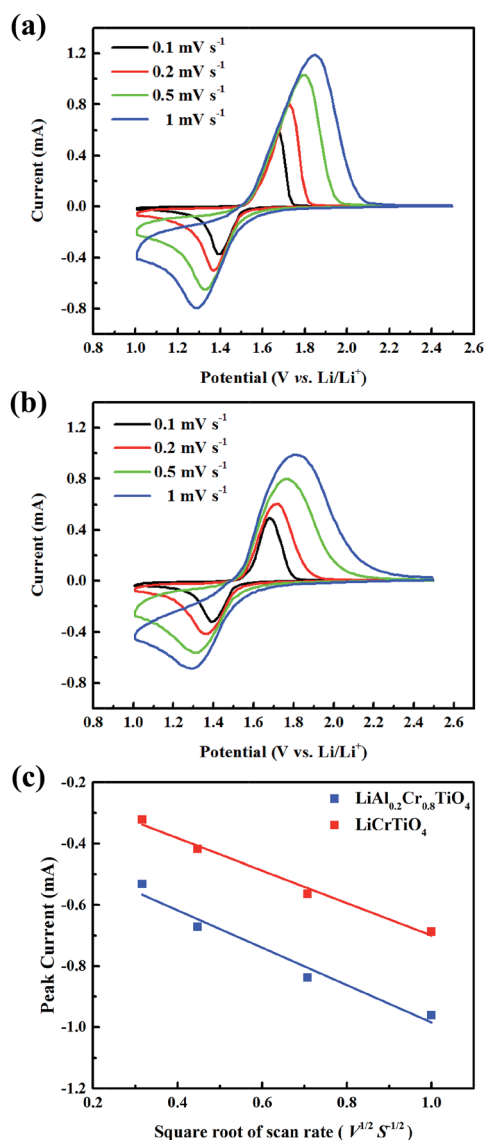 (a)
0.1 mV s⁻¹
0.2 mV s⁻¹
0.5 mV s⁻¹
1 mV s⁻¹
Current (mA)
1.2
0.8
0.4
0.0
-0.4
-0.8
0.8 1.0 1.2 1.4 1.6 1.8 2.0 2.2 2.4 2.6
Potential (V vs. Li/Li⁺)
(b)
0.1 mV s⁻¹
0.2 mV s⁻¹
0.5 mV s⁻¹
1 mV s⁻¹
Current (mA)
1.2
0.8
0.4
0.0
-0.4
-0.8
0.8 1.0 1.2 1.4 1.6 1.8 2.0 2.2 2.4 2.6
Potential (V vs. Li/Li⁺)
(c)
LiAl₀.₂Cr₀.₈TiO₄
LiCrTiO₄
Peak Current (mA)
-0.2
-0.4
-0.6
-0.8
-1.0
-1.2
0.2 0.4 0.6 0.8 1.0
Square root of scan rate ( V¹ᐟ² S⁻¹ᐟ²)